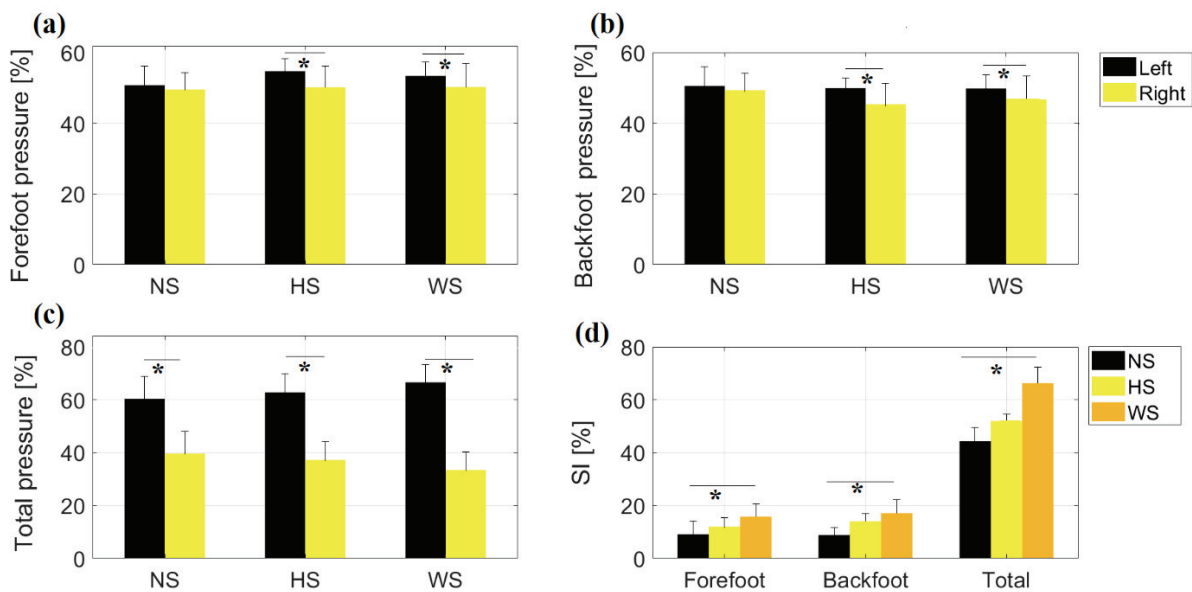 (a)
Forefoot pressure [%]
60
40
20
0
* *
NS HS WS
(b)
Backfoot pressure [%]
60
40
20
0
* *
NS HS WS
Left
Right
(c)
Total pressure [%]
80
60
40
20
0
* * *
NS HS WS
(d)
SI [%]
80
60
40
20
0
* * *
Forefoot Backfoot Total
NS
HS
WS